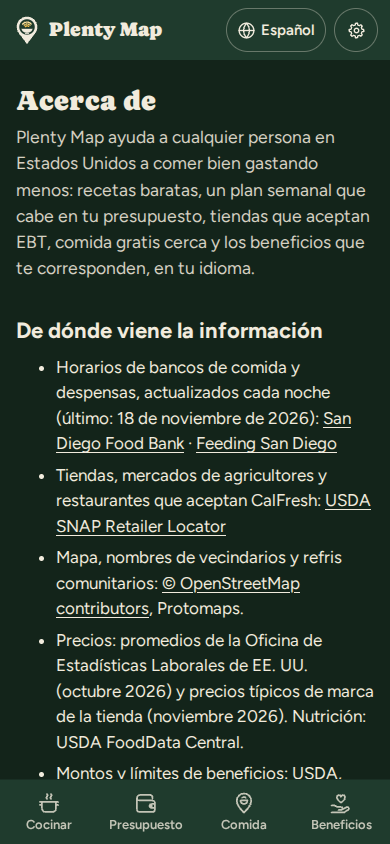 Plenty Map
Español
Acerca de
Plenty Map ayuda a cualquier persona en
Estados Unidos a comer bien gastando
menos: recetas baratas, un plan semanal que
cabe en tu presupuesto, tiendas que aceptan
EBT, comida gratis cerca y los beneficios que
te corresponden, en tu idioma.
De dónde viene la información
• Horarios de bancos de comida y
despensas, actualizados cada noche
(último: 18 de noviembre de 2026): San
Diego Food Bank · Feeding San Diego
• Tiendas, mercados de agricultores y
restaurantes que aceptan CalFresh: USDA
SNAP Retailer Locator
• Mapa, nombres de vecindarios y refris
comunitarios: © OpenStreetMap
contributors, Protomaps.
• Precios: promedios de la Oficina de
Estadísticas Laborales de EE. UU.
(octubre 2026) y precios típicos de marca
de la tienda (noviembre 2026). Nutrición:
USDA FoodData Central.
• Montos y límites de beneficios: USDA,
Cocinar
Presupuesto
Comida
Beneficios